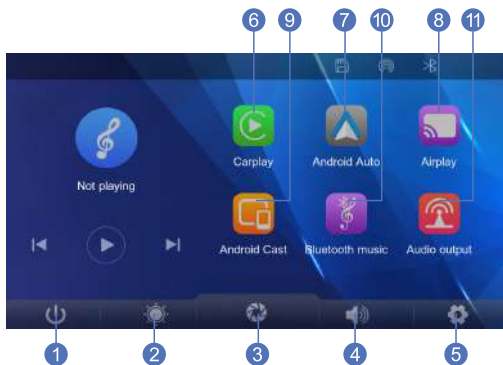 6 9 7 10 8 11
Carplay Android Auto Airplay
Not playing
Android Cast Bluetooth music Audio output
1 2 3 4 5